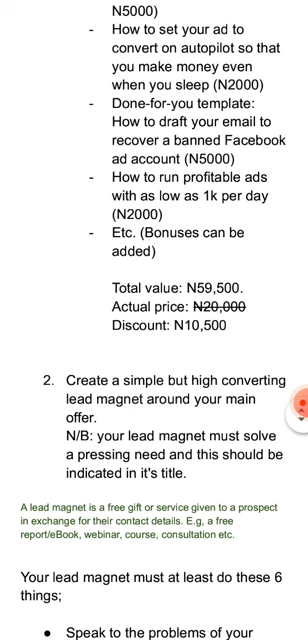 N5000)
- How to set your ad to
convert on autopilot so that
you make money even
when you sleep (N2000)
- Done-for-you template:
How to draft your email to
recover a banned Facebook
ad account (N5000)
- How to run profitable ads
with as low as 1k per day
(N2000)
- Etc. (Bonuses can be
added)
Total value: N59,500.
Actual price: N20,000
Discount: N10,500
2. Create a simple but high converting
lead magnet around your main
offer.
N/B: your lead magnet must solve
a pressing need and this should be
indicated in it's title.
A lead magnet is a free gift or service given to a prospect
in exchange for their contact details. E.g, a free
report/eBook, webinar, course, consultation etc.
Your lead magnet must at least do these 6
things;
● Speak to the problems of your